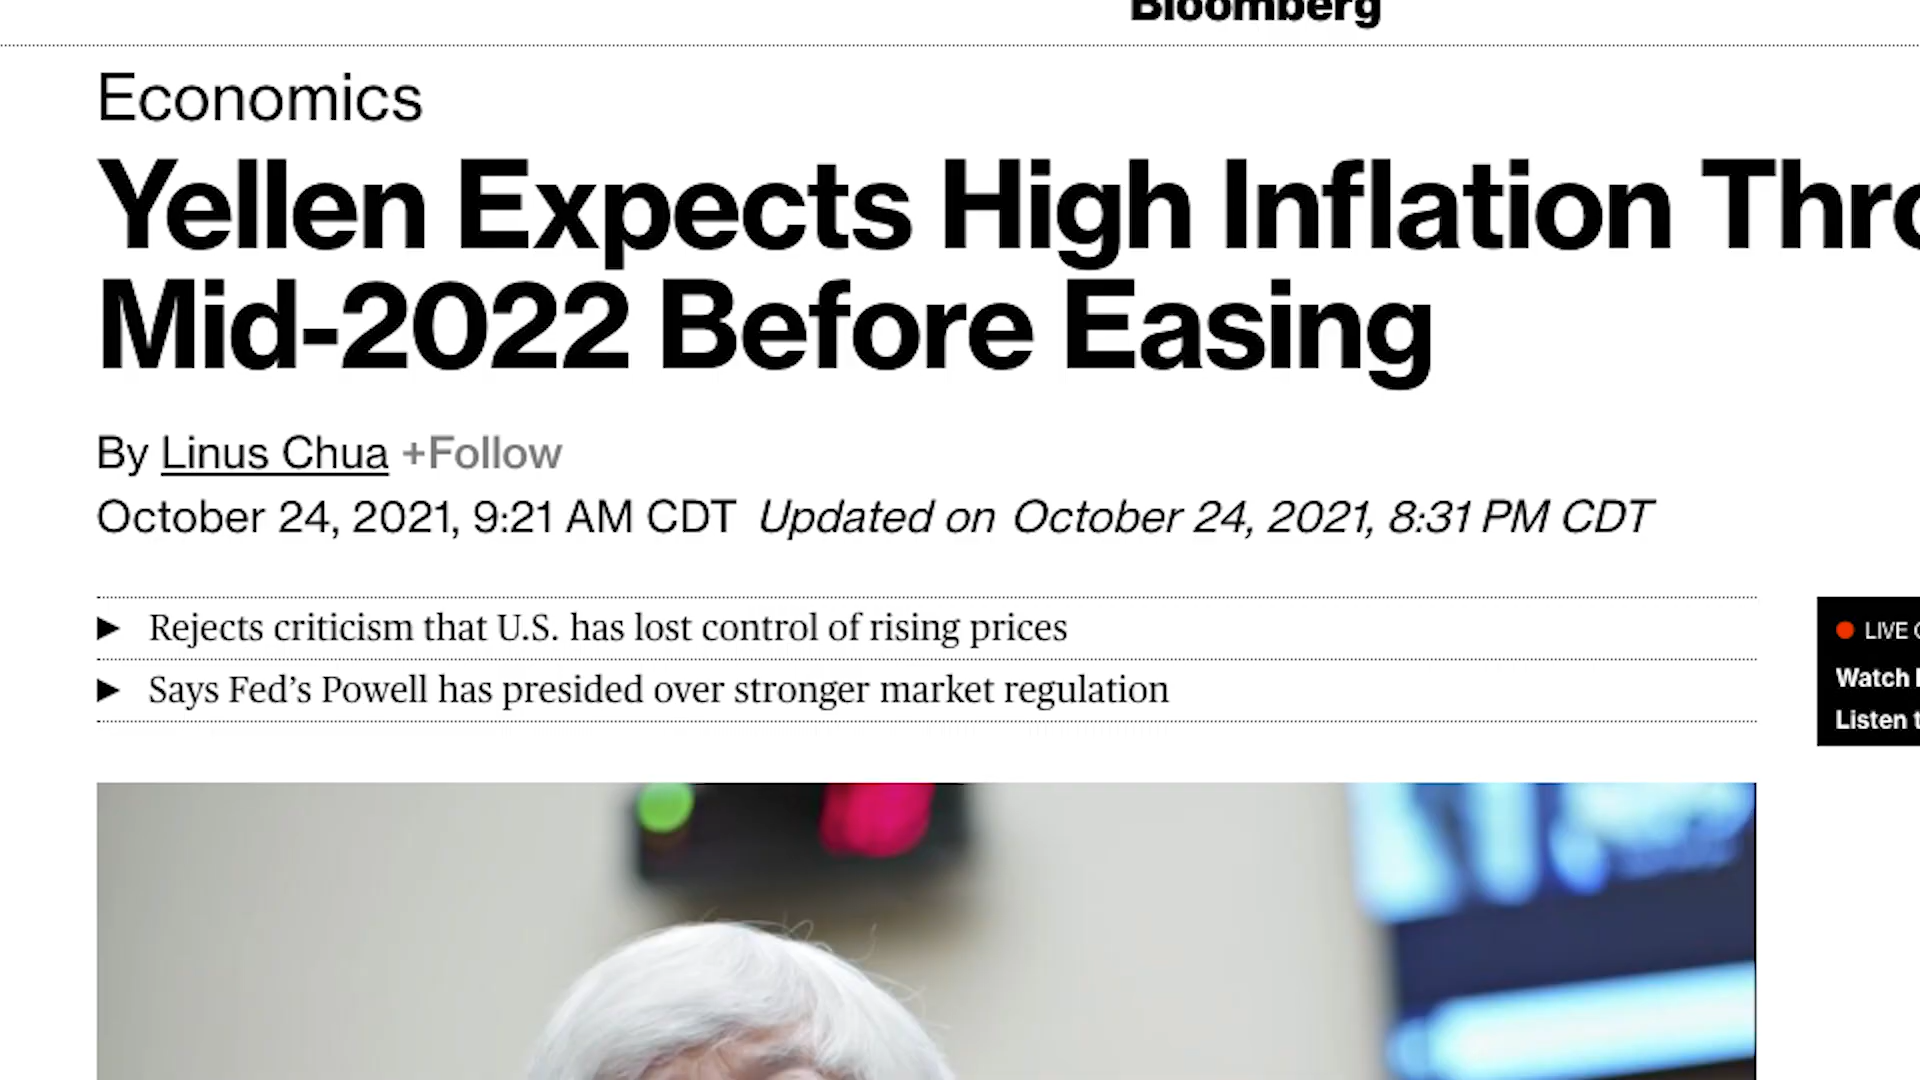 Bloomberg
Economics
Yellen Expects High Inflation Thro
Mid-2022 Before Easing
By Linus Chua +Follow
October 24, 2021, 9:21 AM CDT Updated on October 24, 2021, 8:31 PM CDT
► Rejects criticism that U.S. has lost control of rising prices
► Says Fed’s Powell has presided over stronger market regulation
LIVE
Watch
Listen